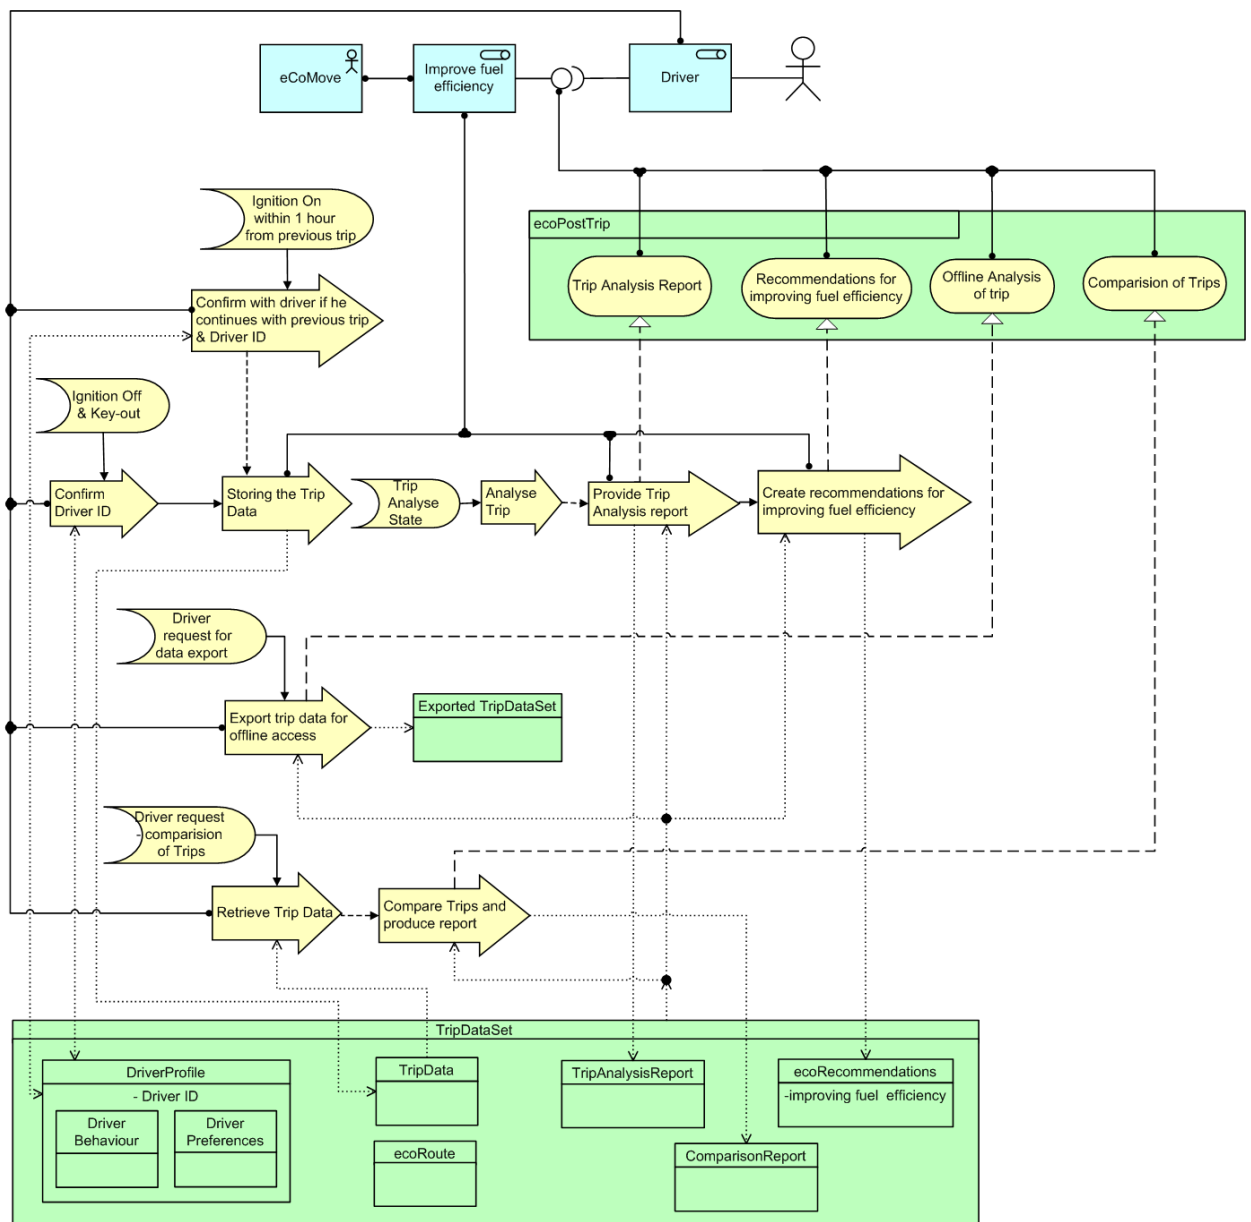 eCoMove
Improve fuel
efficiency
Driver
Ignition On
within 1 hour
from previous trip
ecoPostTrip
Trip Analysis Report
Recommendations for
improving fuel efficiency
Offline Analysis
of trip
Comparision of Trips
Confirm with driver if he
continues with previous trip
& Driver ID
Ignition Off
& Key-out
Confirm
Driver ID
Storing the Trip
Data
Trip
Analyse
State
Analyse
Trip
Provide Trip
Analysis report
Create recommendations for
improving fuel efficiency
Driver
request for
data export
Export trip data for
offline access
Exported TripDataSet
Driver request
comparision
of Trips
Retrieve Trip Data
Compare Trips and
produce report
TripDataSet
DriverProfile
- Driver ID
Driver
Behaviour
Driver
Preferences
TripData
ecoRoute
TripAnalysisReport
ecoRecommendations
-improving fuel efficiency
ComparisonReport